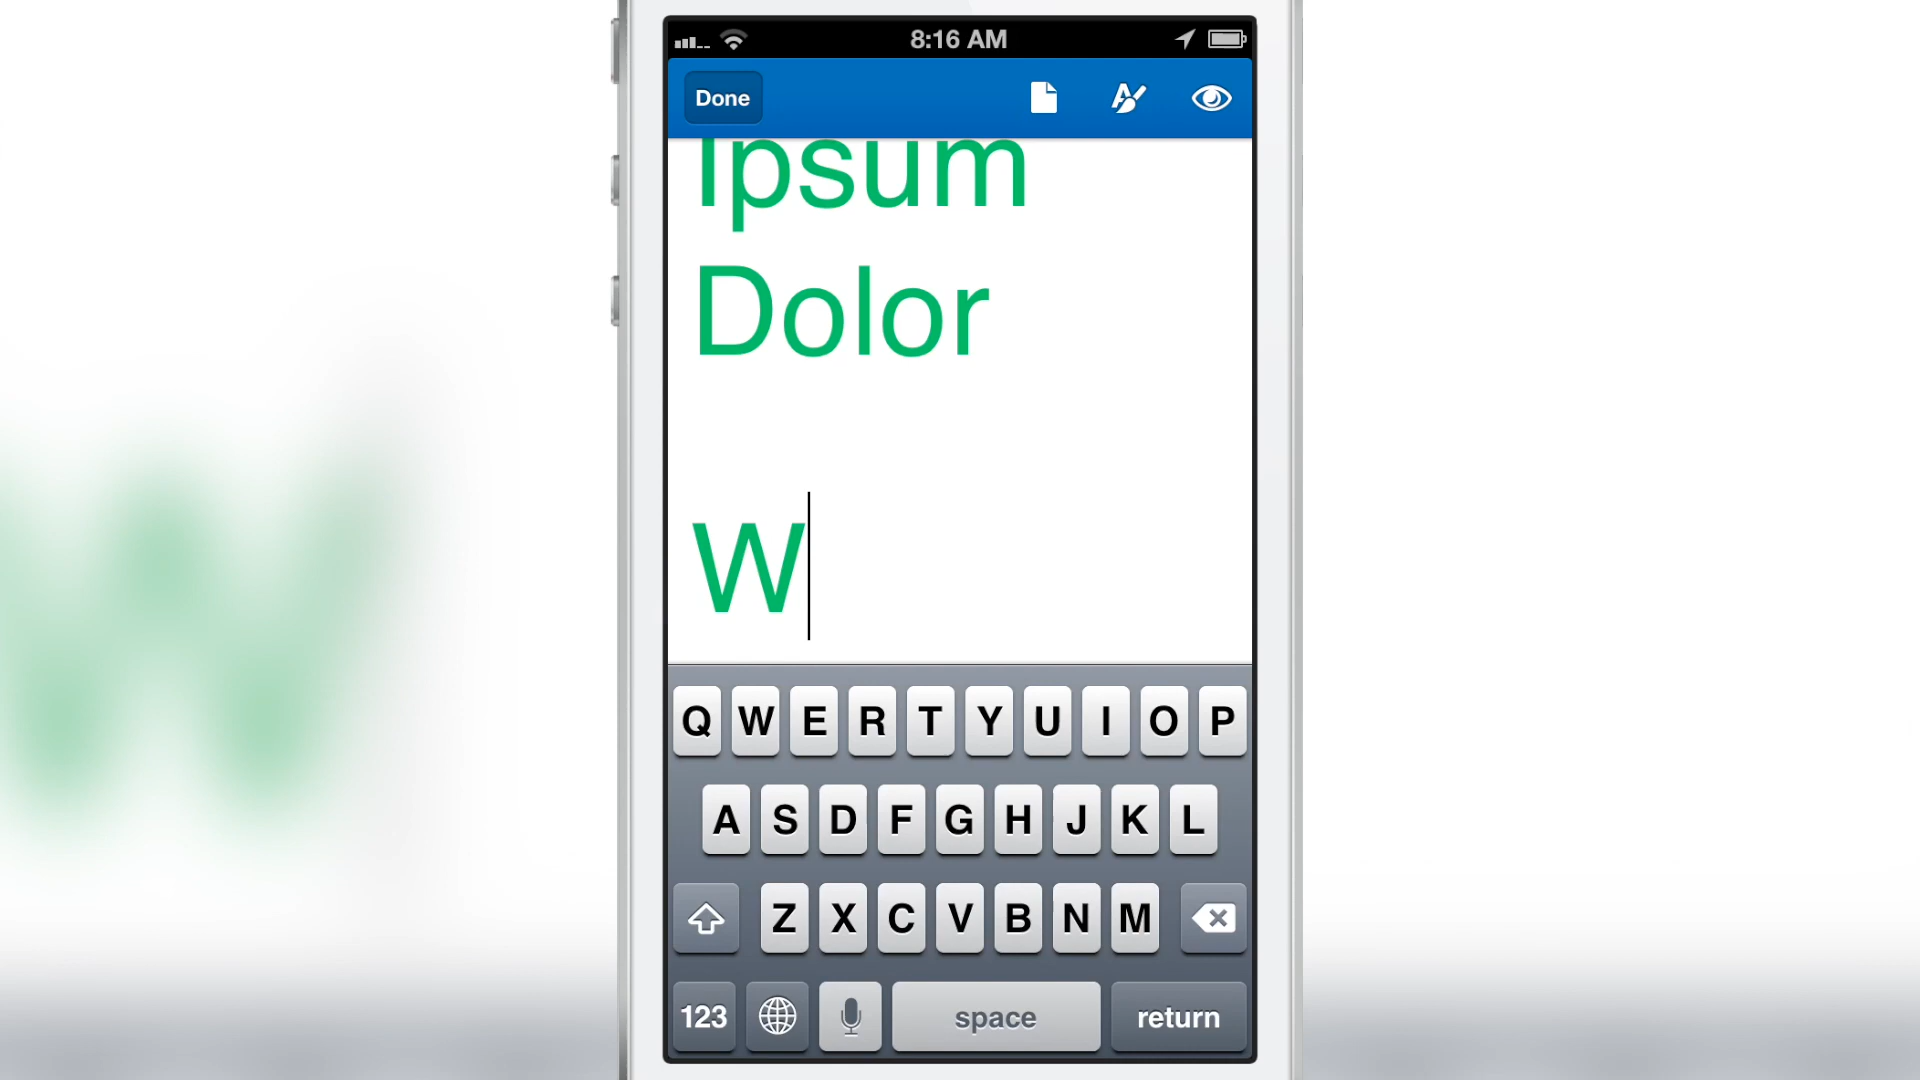 8:16 AM
Done
Ipsum
Dolor
W
Q W E R T Y U I O P
A S D F G H J K L
Z X C V B N M
123 space return